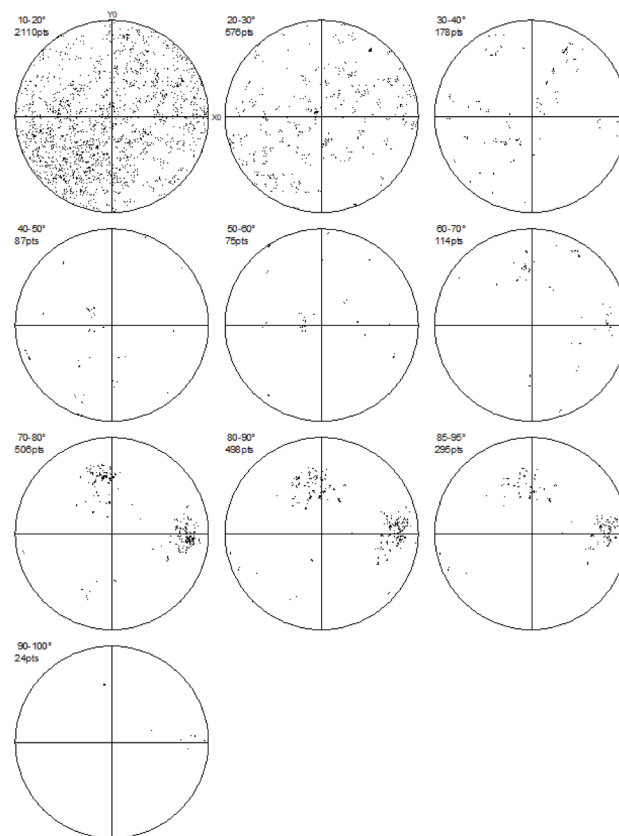 10-20°
2110pts
Y0
X0
20-30°
576pts
30-40°
178pts
40-50°
87pts
50-60°
75pts
60-70°
114pts
70-80°
506pts
80-90°
498pts
85-95°
295pts
90-100°
24pts